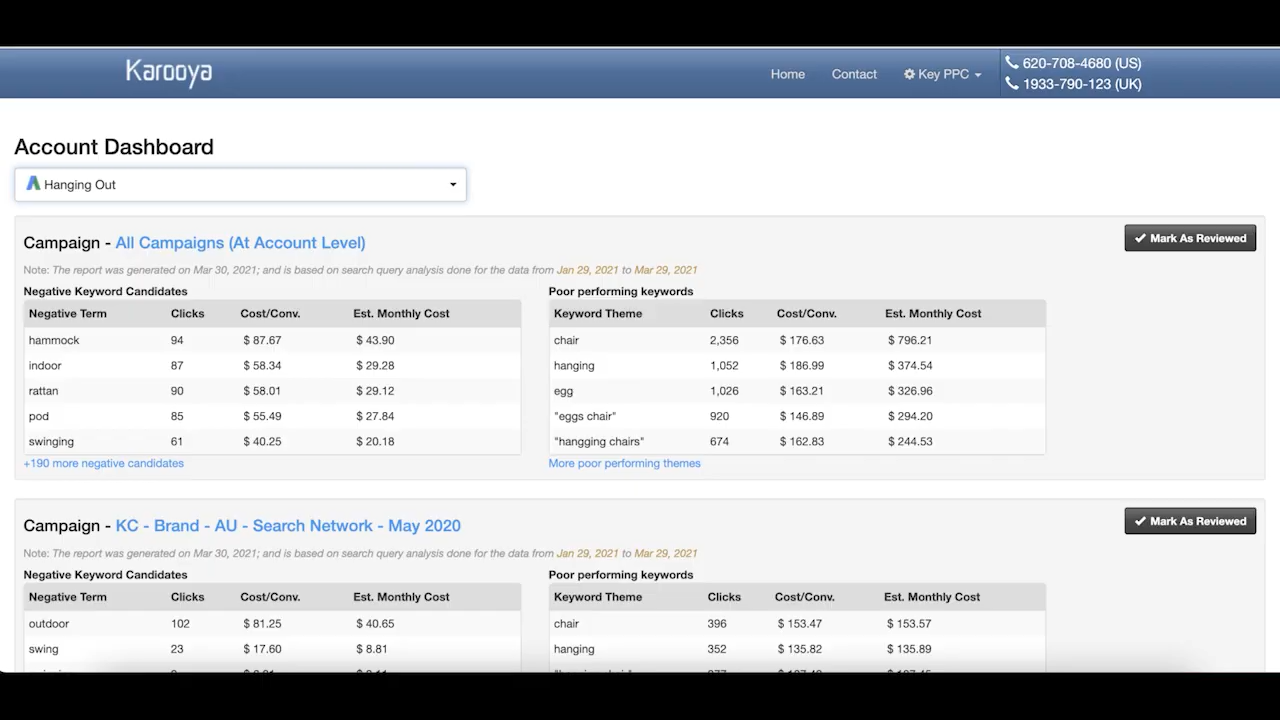 Karooya
Home Contact Key PPC
620-708-4680 (US)
1933-790-123 (UK)
Account Dashboard
Hanging Out
Campaign - All Campaigns (At Account Level)
Mark As Reviewed
Note: The report was generated on Mar 30, 2021; and is based on search query analysis done for the data from Jan 29, 2021 to Mar 29, 2021
Negative Keyword Candidates
Negative Term Clicks Cost/Conv. Est. Monthly Cost
hammock 94 $ 87.67 $ 43.90
indoor 87 $ 58.34 $ 29.28
rattan 90 $ 58.01 $ 29.12
pod 85 $ 55.49 $ 27.84
swinging 61 $ 40.25 $ 20.18
+190 more negative candidates
Poor performing keywords
Keyword Theme Clicks Cost/Conv. Est. Monthly Cost
chair 2,356 $ 176.63 $ 796.21
hanging 1,052 $ 186.99 $ 374.54
egg 1,026 $ 163.21 $ 326.96
"eggs chair" 920 $ 146.89 $ 294.20
"hangging chairs" 674 $ 162.83 $ 244.53
More poor performing themes
Campaign - KC - Brand - AU - Search Network - May 2020
Mark As Reviewed
Note: The report was generated on Mar 30, 2021; and is based on search query analysis done for the data from Jan 29, 2021 to Mar 29, 2021
Negative Keyword Candidates
Negative Term Clicks Cost/Conv. Est. Monthly Cost
outdoor 102 $ 81.25 $ 40.65
swing 23 $ 17.60 $ 8.81
Poor performing keywords
Keyword Theme Clicks Cost/Conv. Est. Monthly Cost
chair 396 $ 153.47 $ 153.57
hanging 352 $ 135.82 $ 135.89